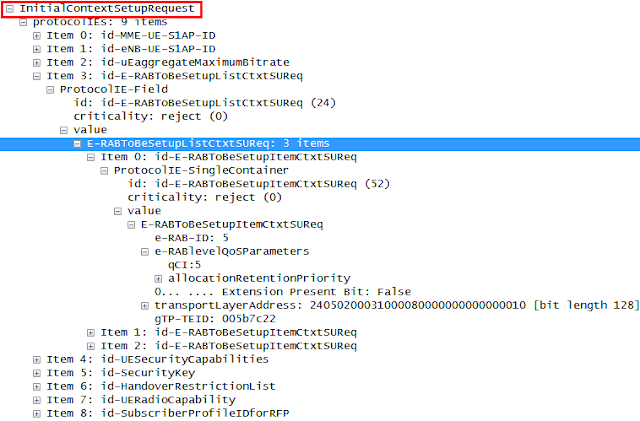 InitialContextSetupRequest
protocolIEs: 9 items
Item 0: id-MME-UE-S1AP-ID
Item 1: id-eNB-UE-S1AP-ID
Item 2: id-uEaggregateMaximumBitrate
Item 3: id-E-RABToBeSetupListCtxtSUReq
ProtocolIE-Field
id: id-E-RABToBeSetupListCtxtSUReq (24)
criticality: reject (0)
value
E-RABToBeSetupListCtxtSUReq: 3 items
Item 0: id-E-RABToBeSetupItemCtxtSUReq
ProtocolIE-SingleContainer
id: id-E-RABToBeSetupItemCtxtSUReq (52)
criticality: reject (0)
value
E-RABToBeSetupItemCtxtSUReq
e-RAB-ID: 5
e-RABlevelQoSParameters
qCI:5
allocationRetentionPriority
0... .... Extension Present Bit: False
transportLayerAddress: 24050200031000800000000000000010 [bit length 128]
gTP-TEID: 005b7c22
Item 1: id-E-RABToBeSetupItemCtxtSUReq
Item 2: id-E-RABToBeSetupItemCtxtSUReq
Item 4: id-UESecurityCapabilities
Item 5: id-SecurityKey
Item 6: id-HandoverRestrictionList
Item 7: id-UERadioCapability
Item 8: id-SubscriberProfileIDforRFP